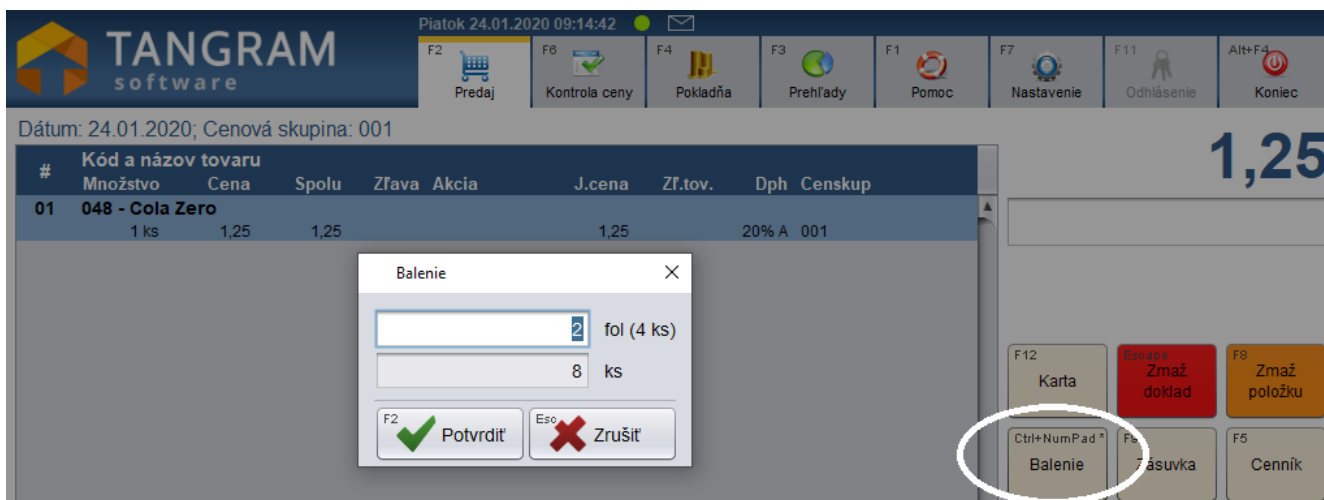 Piatok 24.01.2020 09:14:42
TANGRAM
software
F2 Predaj
F6 Kontrola ceny
F4 Pokladňa
F3 Prehľady
F1 Pomoc
F7 Nastavenie
F11 Odhlásenie
Alt+F4 Koniec
Dátum: 24.01.2020; Cenová skupina: 001
1,25
# Kód a názov tovaru
Množstvo Cena Spolu Zľava Akcia J.cena Zľ.tov. Dph Censkup
01 048 - Cola Zero
1 ks 1,25 1,25 1,25 20% A 001
Balenie
2 fol (4 ks)
8 ks
F2 Potvrdiť
Esc Zrušiť
F12 Karta
Escape Zmaž doklad
F8 Zmaž položku
Ctrl+NumPad * Balenie
F9 Zásuvka
F5 Cenník